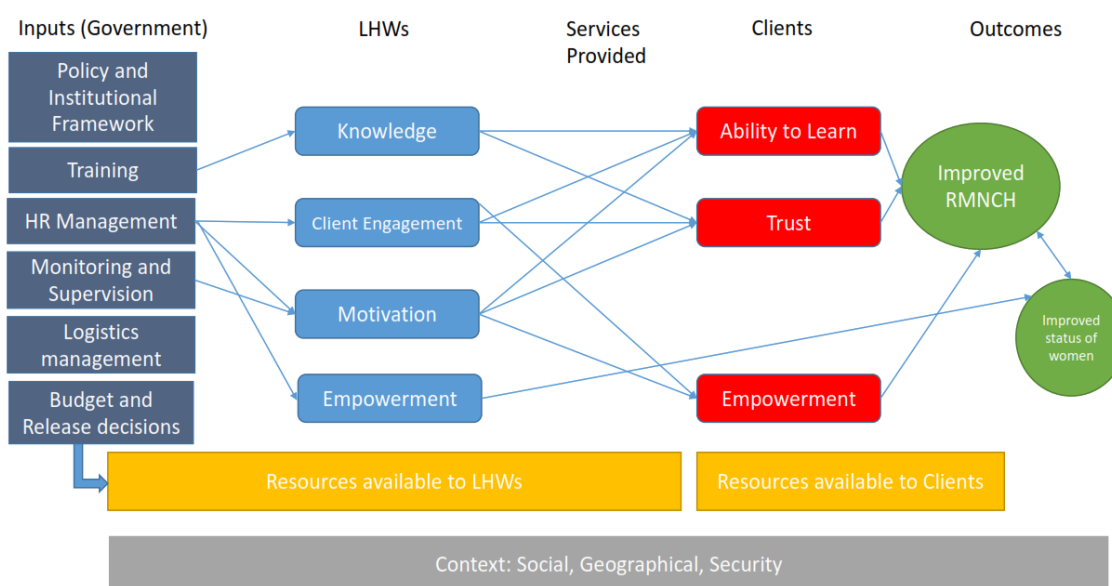 Inputs (Government)
LHWs
Services
Provided
Clients
Outcomes
Policy and
Institutional
Framework
Training
HR Management
Monitoring and
Supervision
Logistics
management
Budget and
Release decisions
Knowledge
Client Engagement
Motivation
Empowerment
Ability to Learn
Trust
Empowerment
Improved
RMNCH
Improved
status of
women
Resources available to LHWs
Resources available to Clients
Context: Social, Geographical, Security